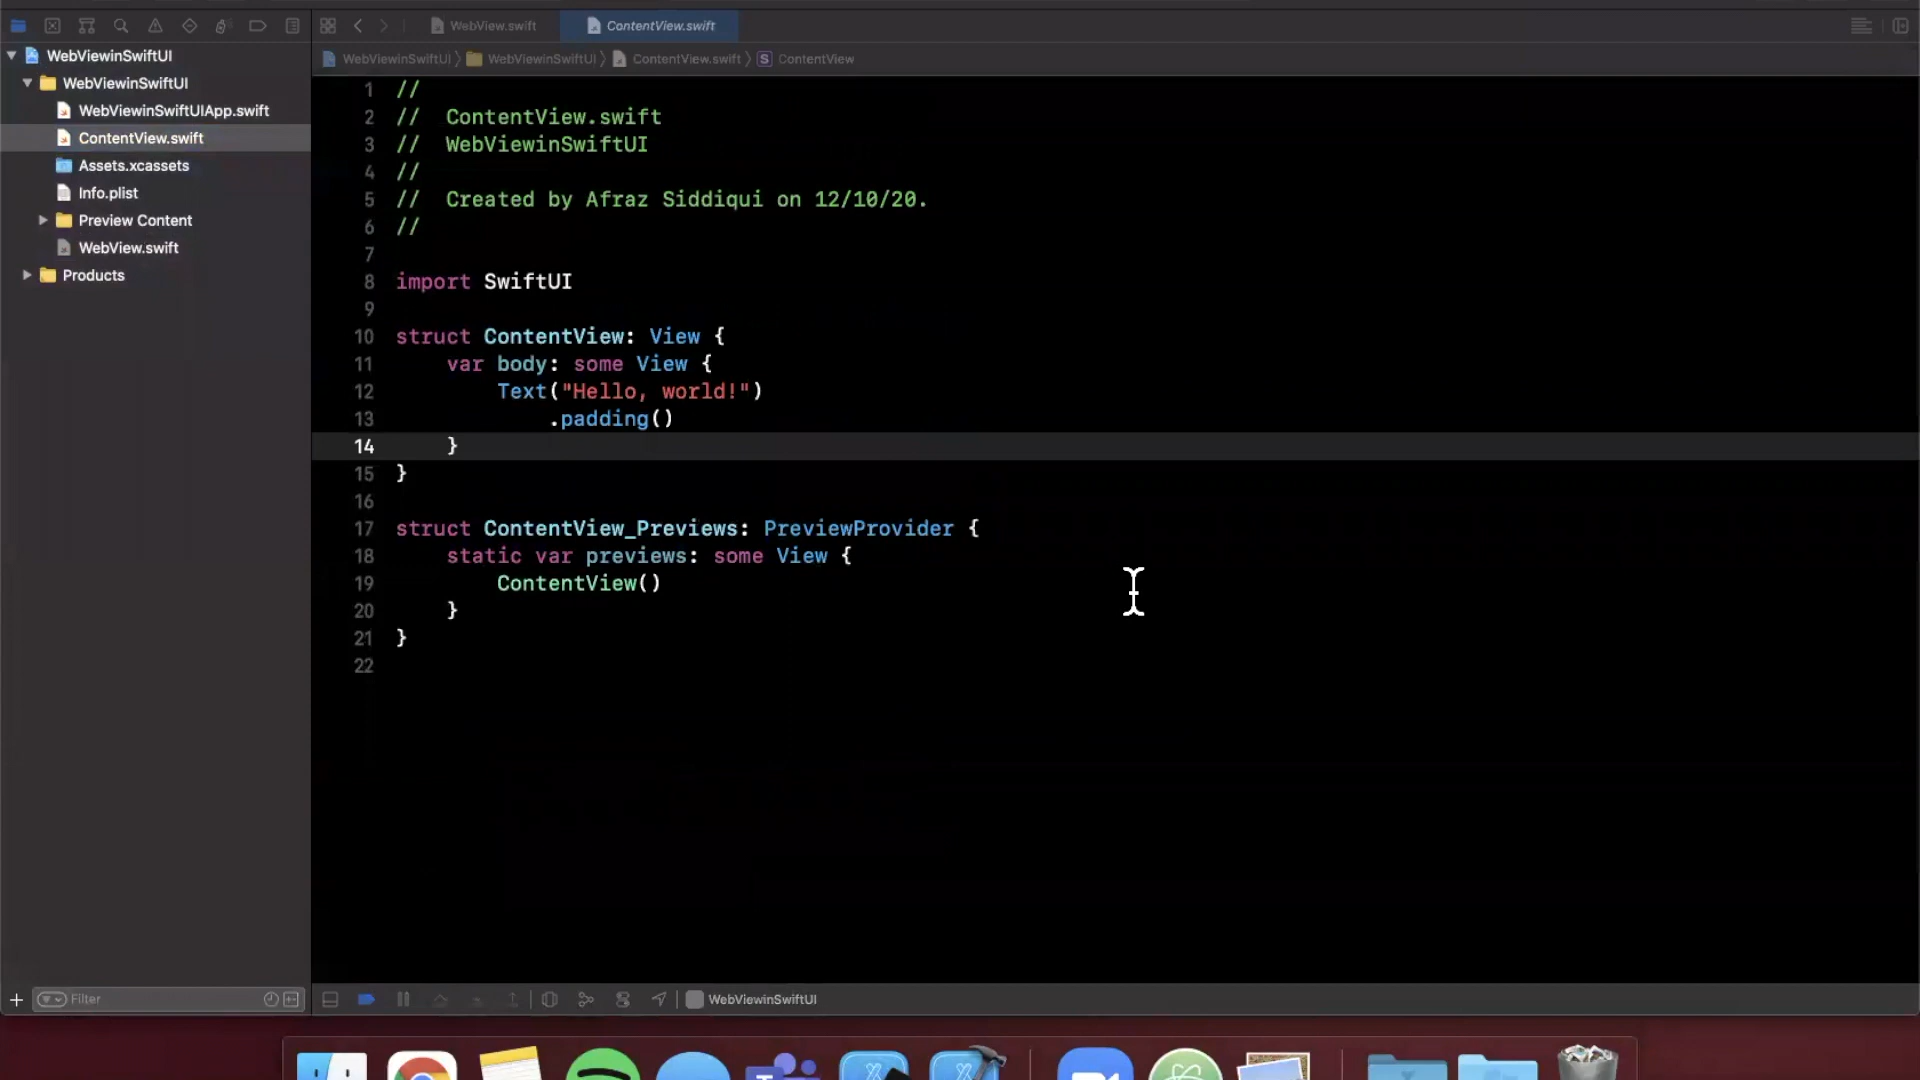 WebView.swift
ContentView.swift
WebViewinSwiftUI
WebViewinSwiftUI
WebViewinSwiftUI
ContentView.swift
S
ContentView
WebViewinSwiftUI
WebViewinSwiftUIApp.swift
ContentView.swift
Assets.xcassets
Info.plist
Preview Content
WebView.swift
Products
1 //
2 //  ContentView.swift
3 //  WebViewinSwiftUI
4 //
5 //  Created by Afraz Siddiqui on 12/10/20.
6 //
7
8 import SwiftUI
9
10 struct ContentView: View {
11     var body: some View {
12         Text("Hello, world!")
13             .padding()
14     }
15 }
16
17 struct ContentView_Previews: PreviewProvider {
18     static var previews: some View {
19         ContentView()
20     }
21 }
22
Filter
WebViewinSwiftUI